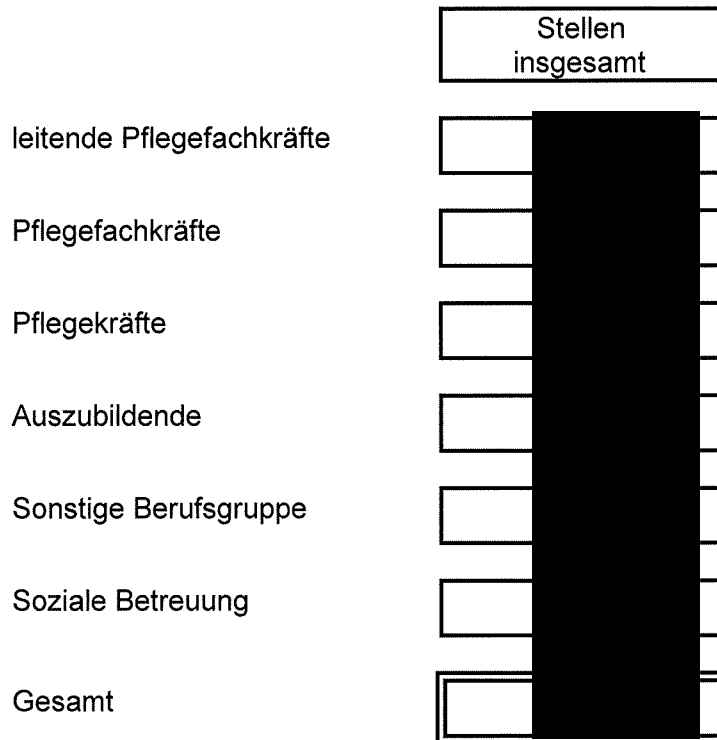 Stellen
insgesamt
leitende Pflegefachkräfte
Pflegefachkräfte
Pflegekräfte
Auszubildende
Sonstige Berufsgruppe
Soziale Betreuung
Gesamt